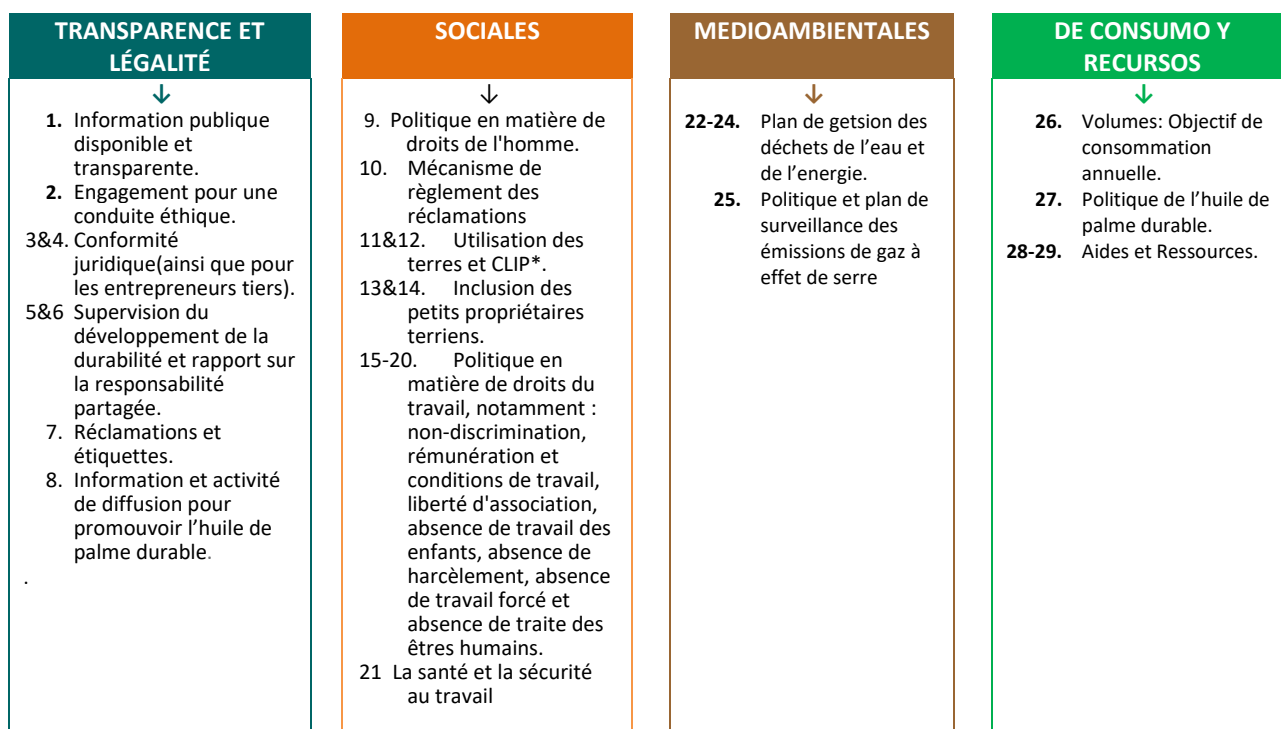 TRANSPARENCE ET
LÉGALITÉ
↓
1. Information publique
disponible et
transparente.
2. Engagement pour une
conduite éthique.
3&4. Conformité
juridique(ainsi que pour
les entrepreneurs tiers).
5&6 Supervision du
développement de la
durabilité et rapport sur
la responsabilité
partagée.
7. Réclamations et
étiquettes.
8. Information et activité
de diffusion pour
promouvoir l’huile de
palme durable.
.
SOCIALES
↓
9. Politique en matière de
droits de l'homme.
10. Mécanisme de
règlement des
réclamations
11&12. Utilisation des
terres et CLIP*.
13&14. Inclusion des
petits propriétaires
terriens.
15-20. Politique en
matière de droits du
travail, notamment :
non-discrimination,
rémunération et
conditions de travail,
liberté d'association,
absence de travail des
enfants, absence de
harcèlement, absence
de travail forcé et
absence de traite des
êtres humains.
21 La santé et la sécurité
au travail
MEDIOAMBIENTALES
↓
22-24. Plan de getsion des
déchets de l’eau et
de l’energie.
25. Politique et plan de
surveillance des
émissions de gaz à
effet de serre
DE CONSUMO Y
RECURSOS
↓
26. Volumes: Objectif de
consommation
annuelle.
27. Politique de l’huile de
palme durable.
28-29. Aides et Ressources.